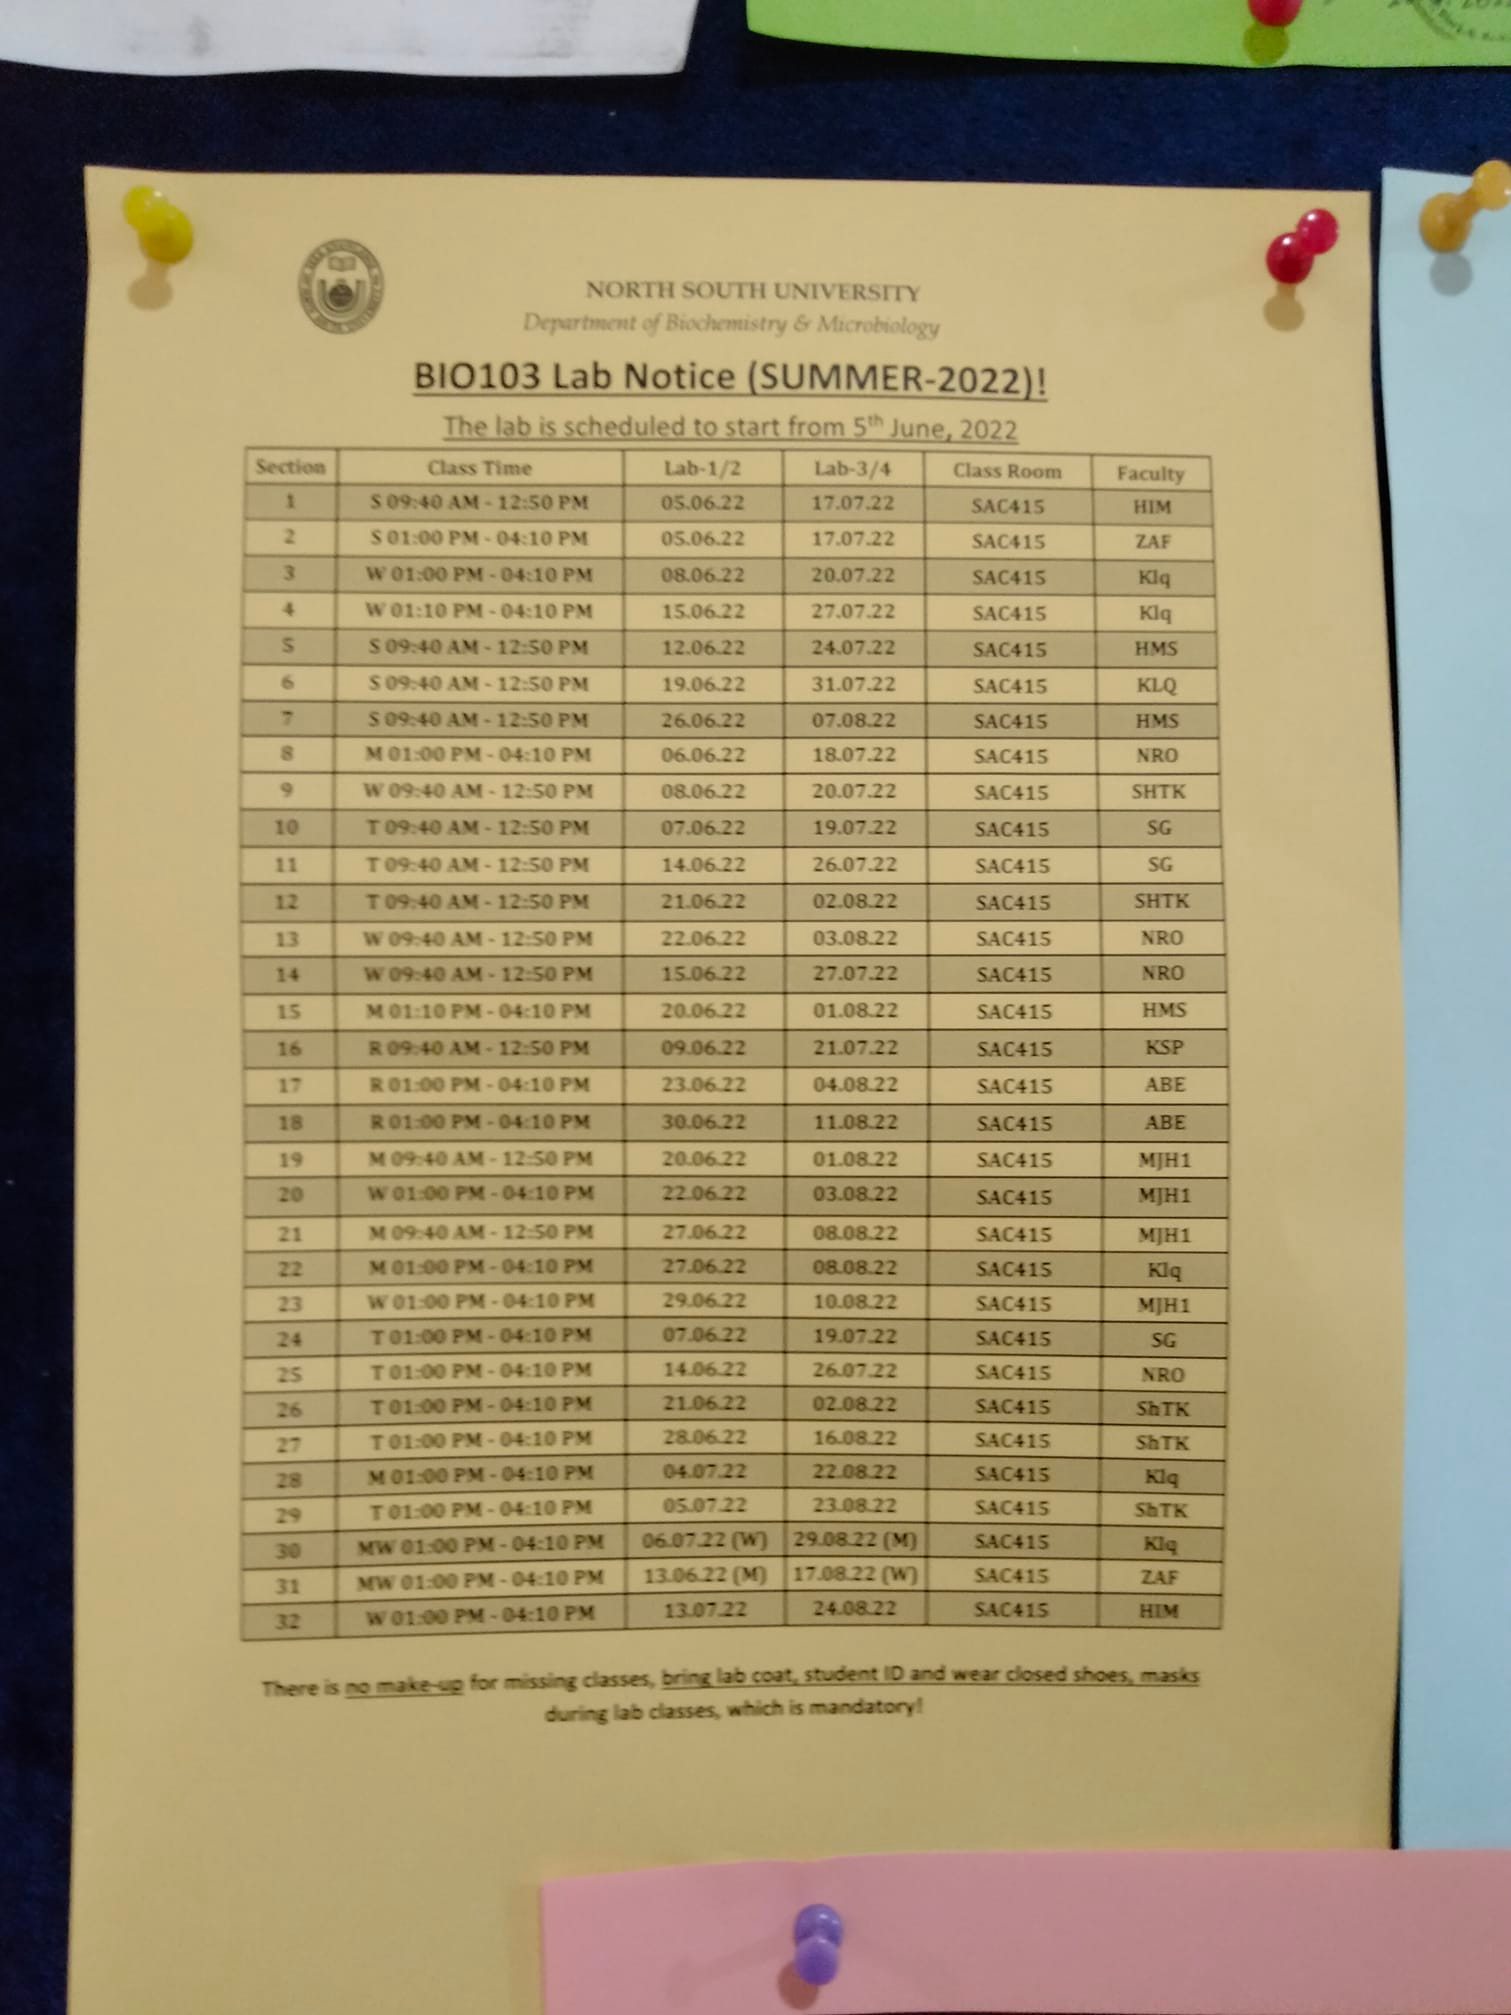 NORTH SOUTH UNIVERSITY
Department of Biochemistry & Microbiology
BIO103 Lab Notice (SUMMER-2022)!
The lab is scheduled to start from 5th June, 2022
Section Class Time Lab-1/2 Lab-3/4 Class Room Faculty
1 S 09:40 AM - 12:50 PM 05.06.22 17.07.22 SAC415 HIM
2 S 01:00 PM - 04:10 PM 05.06.22 17.07.22 SAC415 ZAF
3 W 01:00 PM - 04:10 PM 08.06.22 20.07.22 SAC415 Klq
4 W 01:10 PM - 04:10 PM 15.06.22 27.07.22 SAC415 Klq
5 S 09:40 AM - 12:50 PM 12.06.22 24.07.22 SAC415 HMS
6 S 09:40 AM - 12:50 PM 19.06.22 31.07.22 SAC415 KLQ
7 S 09:40 AM - 12:50 PM 26.06.22 07.08.22 SAC415 HMS
8 M 01:00 PM - 04:10 PM 06.06.22 18.07.22 SAC415 NRO
9 W 09:40 AM - 12:50 PM 08.06.22 20.07.22 SAC415 SHTK
10 T 09:40 AM - 12:50 PM 07.06.22 19.07.22 SAC415 SG
11 T 09:40 AM - 12:50 PM 14.06.22 26.07.22 SAC415 SG
12 T 09:40 AM - 12:50 PM 21.06.22 02.08.22 SAC415 SHTK
13 W 09:40 AM - 12:50 PM 22.06.22 03.08.22 SAC415 NRO
14 W 09:40 AM - 12:50 PM 15.06.22 27.07.22 SAC415 NRO
15 M 01:10 PM - 04:10 PM 20.06.22 01.08.22 SAC415 HMS
16 R 09:40 AM - 12:50 PM 09.06.22 21.07.22 SAC415 KSP
17 R 01:00 PM - 04:10 PM 23.06.22 04.08.22 SAC415 ABE
18 R 01:00 PM - 04:10 PM 30.06.22 11.08.22 SAC415 ABE
19 M 09:40 AM - 12:50 PM 20.06.22 01.08.22 SAC415 MJH1
20 W 01:00 PM - 04:10 PM 22.06.22 03.08.22 SAC415 MJH1
21 M 09:40 AM - 12:50 PM 27.06.22 08.08.22 SAC415 MJH1
22 M 01:00 PM - 04:10 PM 27.06.22 08.08.22 SAC415 Klq
23 W 01:00 PM - 04:10 PM 29.06.22 10.08.22 SAC415 MJH1
24 T 01:00 PM - 04:10 PM 07.06.22 19.07.22 SAC415 SG
25 T 01:00 PM - 04:10 PM 14.06.22 26.07.22 SAC415 NRO
26 T 01:00 PM - 04:10 PM 21.06.22 02.08.22 SAC415 ShTK
27 T 01:00 PM - 04:10 PM 28.06.22 16.08.22 SAC415 ShTK
28 M 01:00 PM - 04:10 PM 04.07.22 22.08.22 SAC415 Klq
29 T 01:00 PM - 04:10 PM 05.07.22 23.08.22 SAC415 ShTK
30 MW 01:00 PM - 04:10 PM 06.07.22 (W) 29.08.22 (M) SAC415 Klq
31 MW 01:00 PM - 04:10 PM 13.06.22 (M) 17.08.22 (W) SAC415 ZAF
32 W 01:00 PM - 04:10 PM 13.07.22 24.08.22 SAC415 HIM
There is no make-up for missing classes, bring lab coat, student ID and wear closed shoes, masks
during lab classes, which is mandatory!